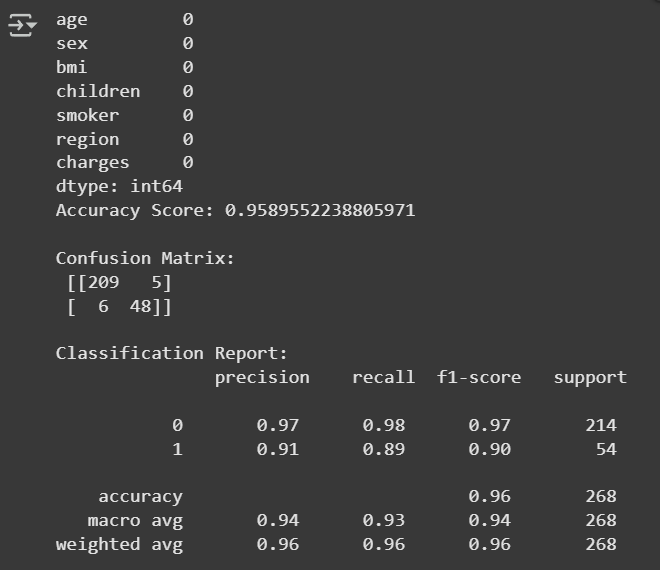 age         0
sex         0
bmi         0
children    0
smoker      0
region      0
charges     0
dtype: int64
Accuracy Score: 0.9589552238805971
Confusion Matrix:
 [[209   5]
 [  6  48]]
Classification Report:
               precision    recall  f1-score   support
           0       0.97      0.98      0.97       214
           1       0.91      0.89      0.90        54
    accuracy                           0.96       268
   macro avg       0.94      0.93      0.94       268
weighted avg       0.96      0.96      0.96       268